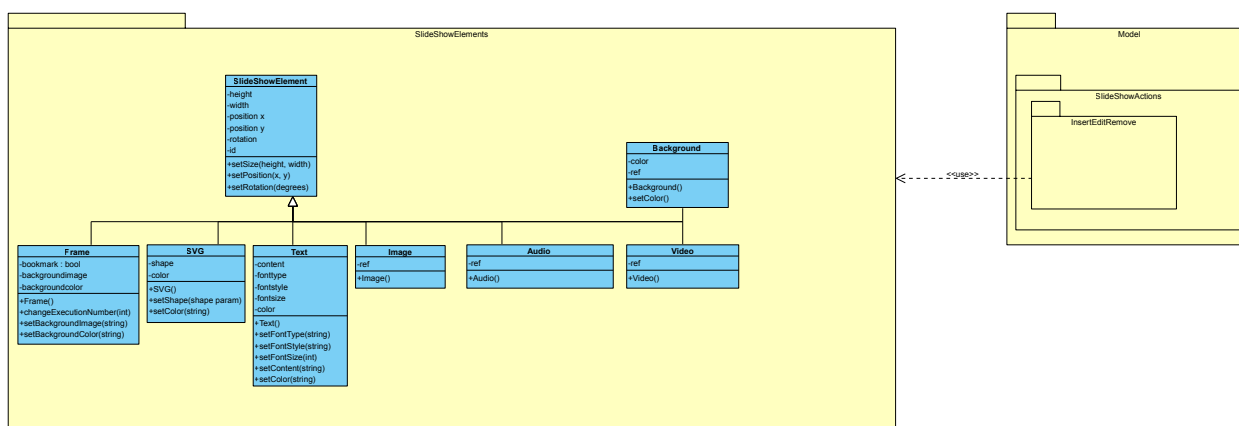 SlideShowElements
SlideShowElement
-height
-width
-position x
-position y
-rotation
-id
+setSize(height, width)
+setPosition(x, y)
+setRotation(degrees)
Background
-color
-ref
+Background()
+setColor()
Frame
-bookmark : bool
-backgroundimage
-backgroundcolor
+Frame()
+changeExecutionNumber(int)
+setBackgroundImage(string)
+setBackgroundColor(string)
SVG
-shape
-color
+SVG()
+setShape(shape param)
+setColor(string)
Text
-content
-fonttype
-fontstyle
-fontsize
-color
+Text()
+setFontType(string)
+setFontStyle(string)
+setFontSize(int)
+setContent(string)
+setColor(string)
Image
-ref
+Image()
Audio
-ref
+Audio()
Video
-ref
+Video()
<<use>>
Model
SlideShowActions
InsertEditRemove